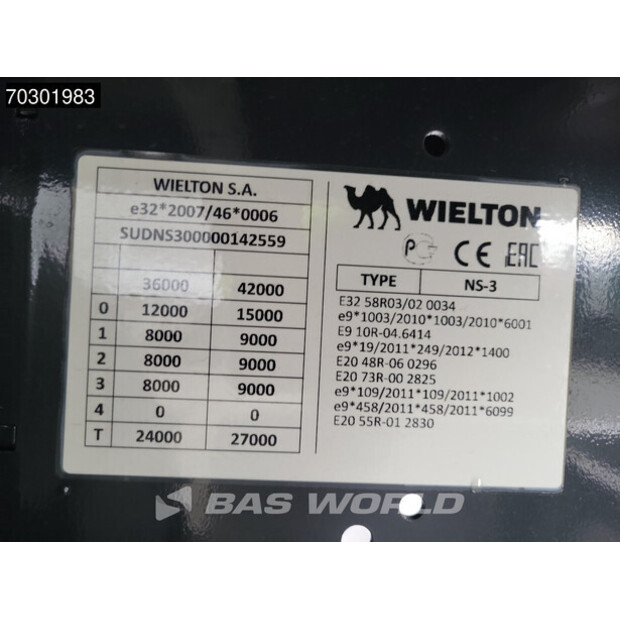 70301983
WIELTON S.A.
e32*2007/46*0006
SUDNS300000142559
36000 42000
0 12000 15000
1 8000 9000
2 8000 9000
3 8000 9000
4 0 0
T 24000 27000
WIELTON
PG CE EAC
TYPE NS-3
E32 58R03/02 0034
e9*1003/2010*1003/2010*6001
E9 10R-04.6414
e9*19/2011*249/2012*1400
E20 48R-06 0296
E20 73R-00 2825
e9*109/2011*109/2011*1002
e9*458/2011*458/2011*6099
E20 55R-01 2830
BAS WORLD